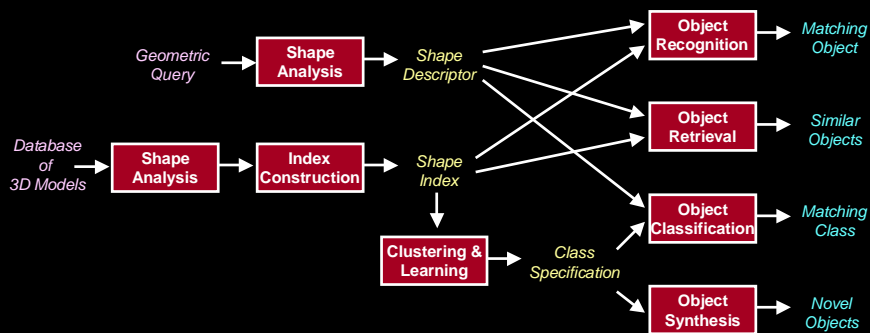 Geometric
Query
Shape
Analysis
Shape
Descriptor
Object
Recognition
Matching
Object
Object
Retrieval
Similar
Objects
Database
of
3D Models
Shape
Analysis
Index
Construction
Shape
Index
Object
Classification
Matching
Class
Clustering &
Learning
Class
Specification
Object
Synthesis
Novel
Objects